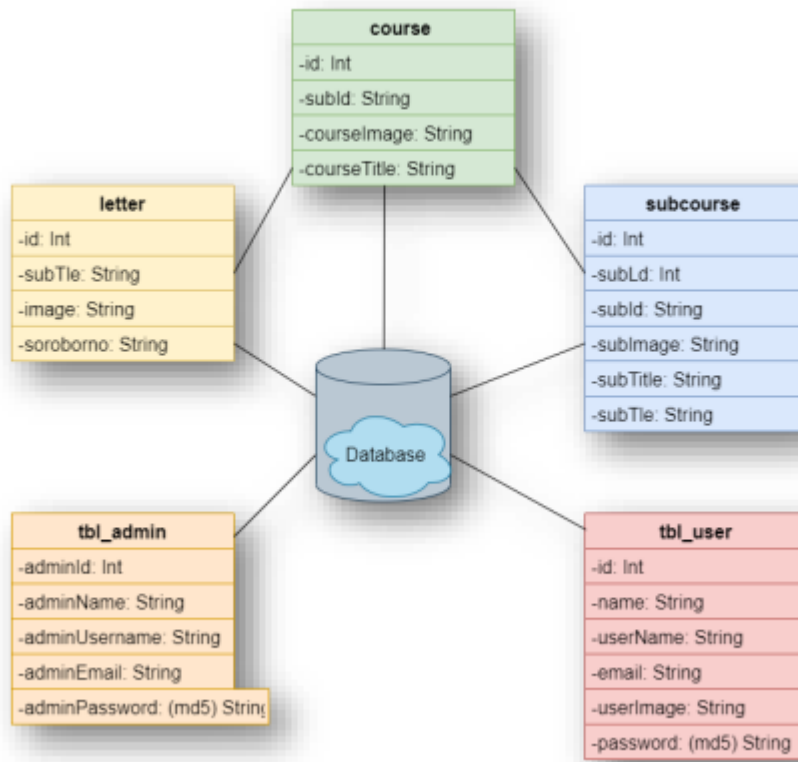 course
-id: Int
-subId: String
-courseImage: String
-courseTitle: String
letter
-id: Int
-subTle: String
-image: String
-soroborno: String
subcourse
-id: Int
-subLd: Int
-subId: String
-subImage: String
-subTitle: String
-subTle: String
Database
tbl_admin
-adminId: Int
-adminName: String
-adminUsername: String
-adminEmail: String
-adminPassword: (md5) String
tbl_user
-id: Int
-name: String
-userName: String
-email: String
-userImage: String
-password: (md5) String